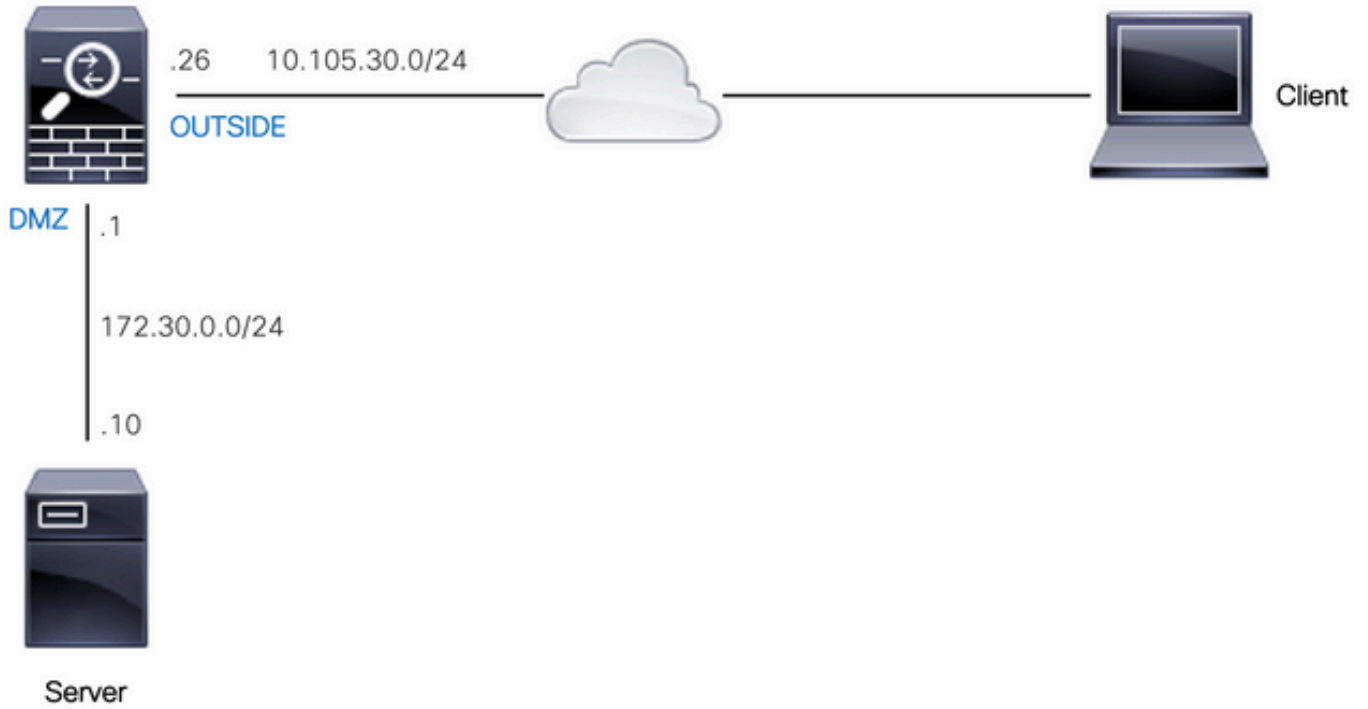 .26 10.105.30.0/24
OUTSIDE
Client
DMZ
.1
172.30.0.0/24
.10
Server